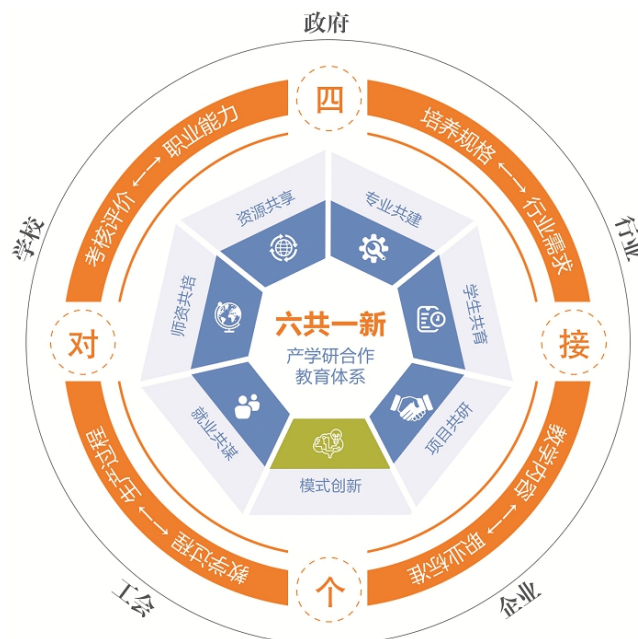 政府
四
职业能力
考核评价
培养规格
行业需求
学校
行业
资源共享
专业共建
师资共培
学生共育
六共一新
产学研合作
教育体系
对
接
就业共谋
项目共研
模式创新
生产过程
教学过程
教学内容
职业标准
个
工会
企业